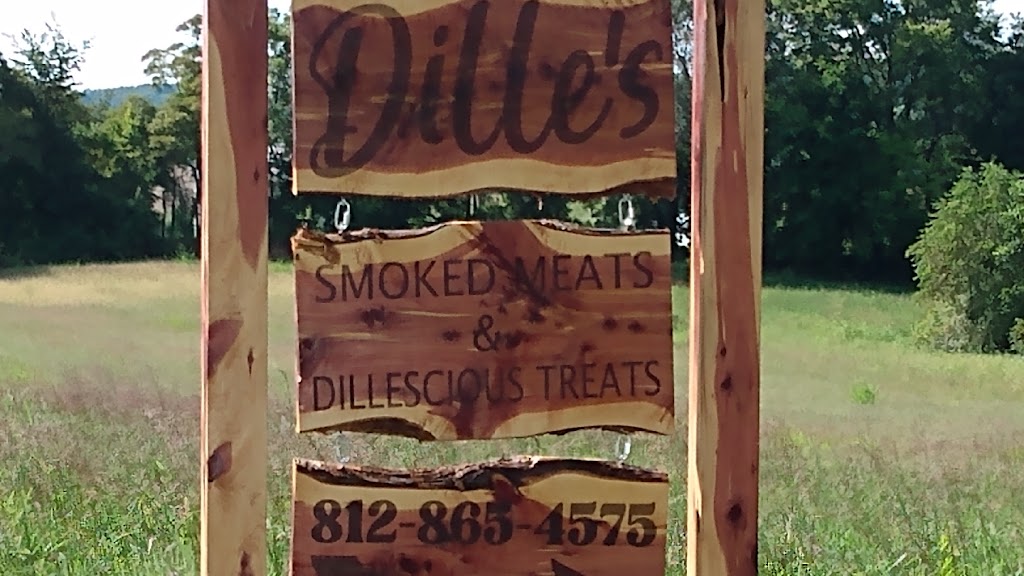 Dille's
SMOKED MEATS
&
DILLESCIOUS TREATS
812-865-4575